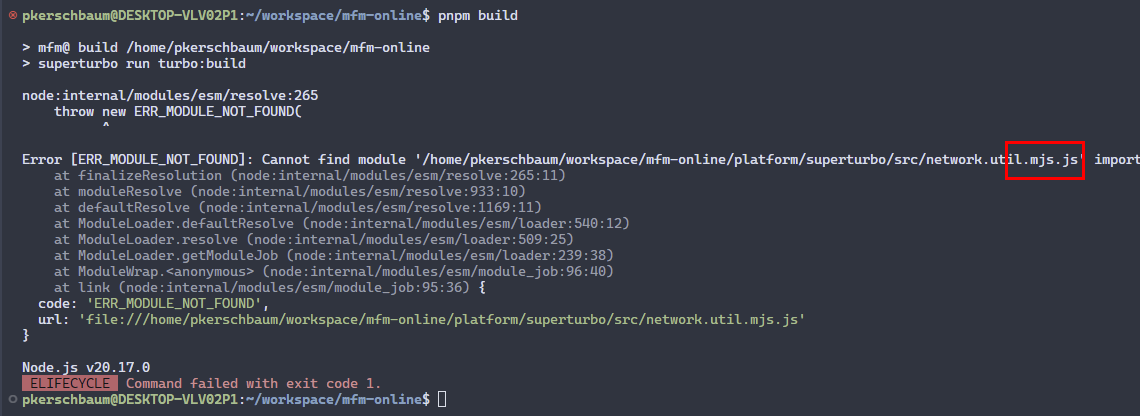 pkerschbaum@DESKTOP-VLV02P1:~/workspace/mfm-online$ pnpm build
> mfm@ build /home/pkerschbaum/workspace/mfm-online
> superturbo run turbo:build
node:internal/modules/esm/resolve:265
    throw new ERR_MODULE_NOT_FOUND(
          ^
Error [ERR_MODULE_NOT_FOUND]: Cannot find module '/home/pkerschbaum/workspace/mfm-online/platform/superturbo/src/network.util.mjs.js' import
    at finalizeResolution (node:internal/modules/esm/resolve:265:11)
    at moduleResolve (node:internal/modules/esm/resolve:933:10)
    at defaultResolve (node:internal/modules/esm/resolve:1169:11)
    at ModuleLoader.defaultResolve (node:internal/modules/esm/loader:540:12)
    at ModuleLoader.resolve (node:internal/modules/esm/loader:509:25)
    at ModuleLoader.getModuleJob (node:internal/modules/esm/loader:239:38)
    at ModuleWrap.<anonymous> (node:internal/modules/esm/module_job:96:40)
    at link (node:internal/modules/esm/module_job:95:36) {
  code: 'ERR_MODULE_NOT_FOUND',
  url: 'file:///home/pkerschbaum/workspace/mfm-online/platform/superturbo/src/network.util.mjs.js'
}
Node.js v20.17.0
 ELIFECYCLE  Command failed with exit code 1.
pkerschbaum@DESKTOP-VLV02P1:~/workspace/mfm-online$